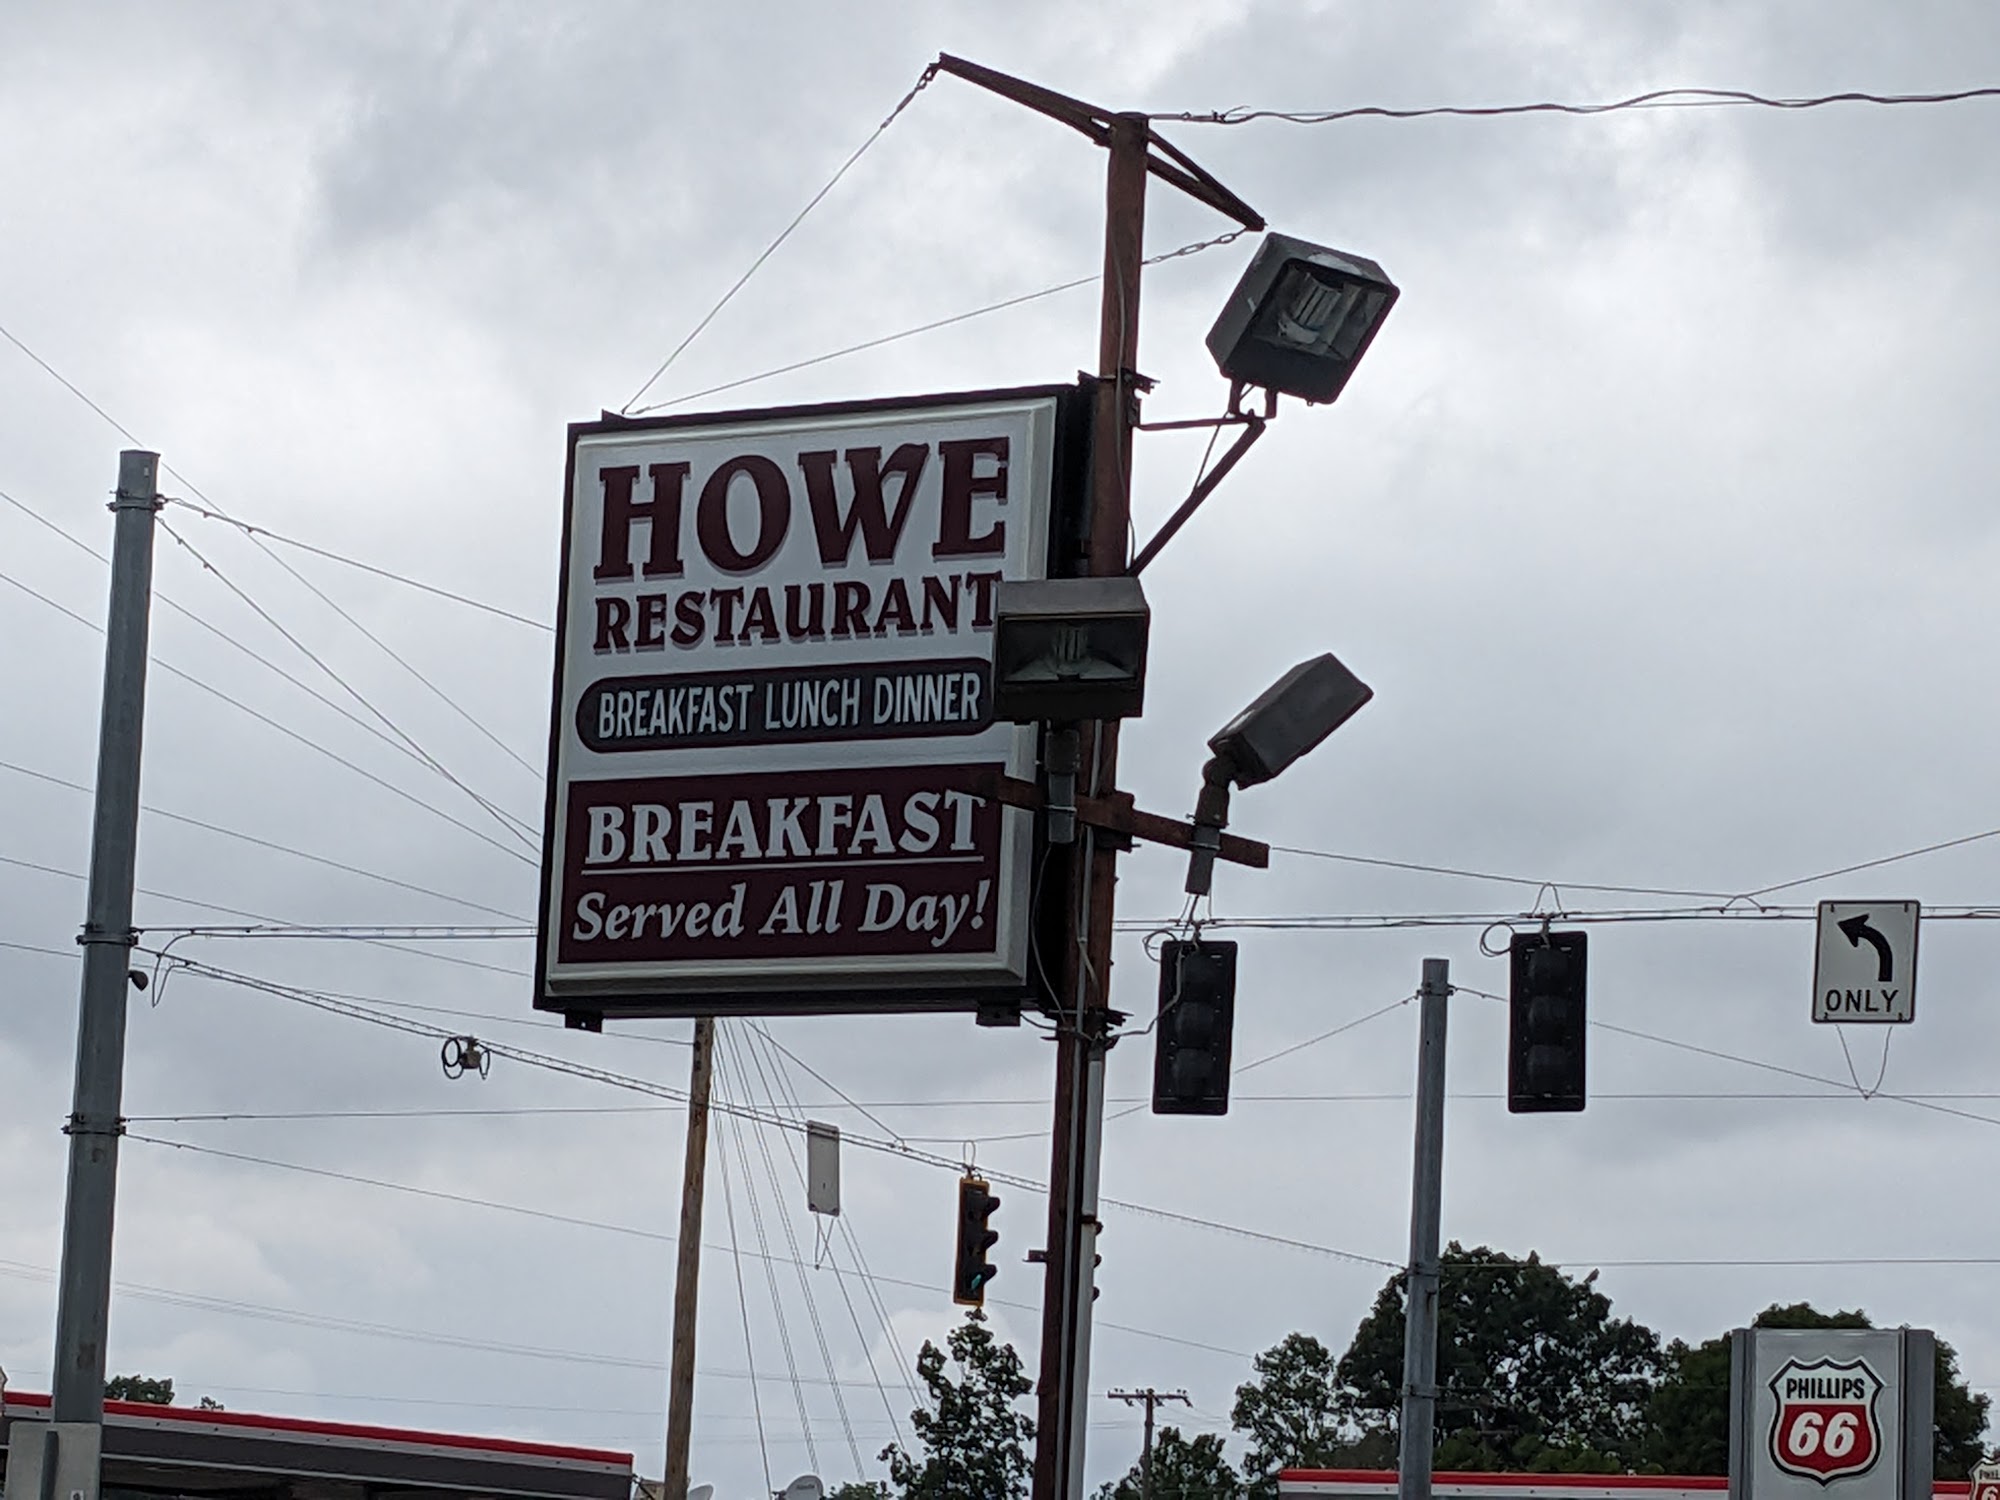 HOWE
RESTAURANT
BREAKFAST LUNCH DINNER
BREAKFAST
Served All Day!
ONLY
PHILLIPS
66